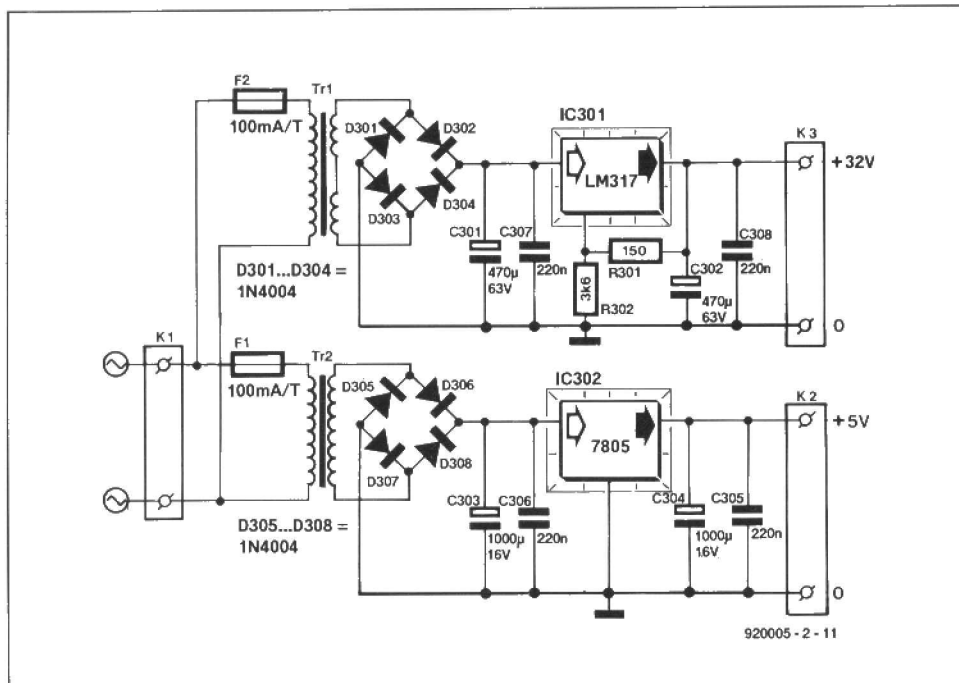 F2
100mA/T
Tr1
D301
D302
D303
D304
D301...D304 =
1N4004
C301
470µ
63V
C307
220n
IC301
LM317
150
R301
3k6
R302
C302
470µ
63V
C308
220n
K3
+32V
0
K1
F1
100mA/T
Tr2
D305
D306
D307
D308
D305...D308 =
1N4004
C303
1000µ
16V
C306
220n
IC302
7805
C304
1000µ
16V
C305
220n
K2
+5V
0
920005 - 2 - 11